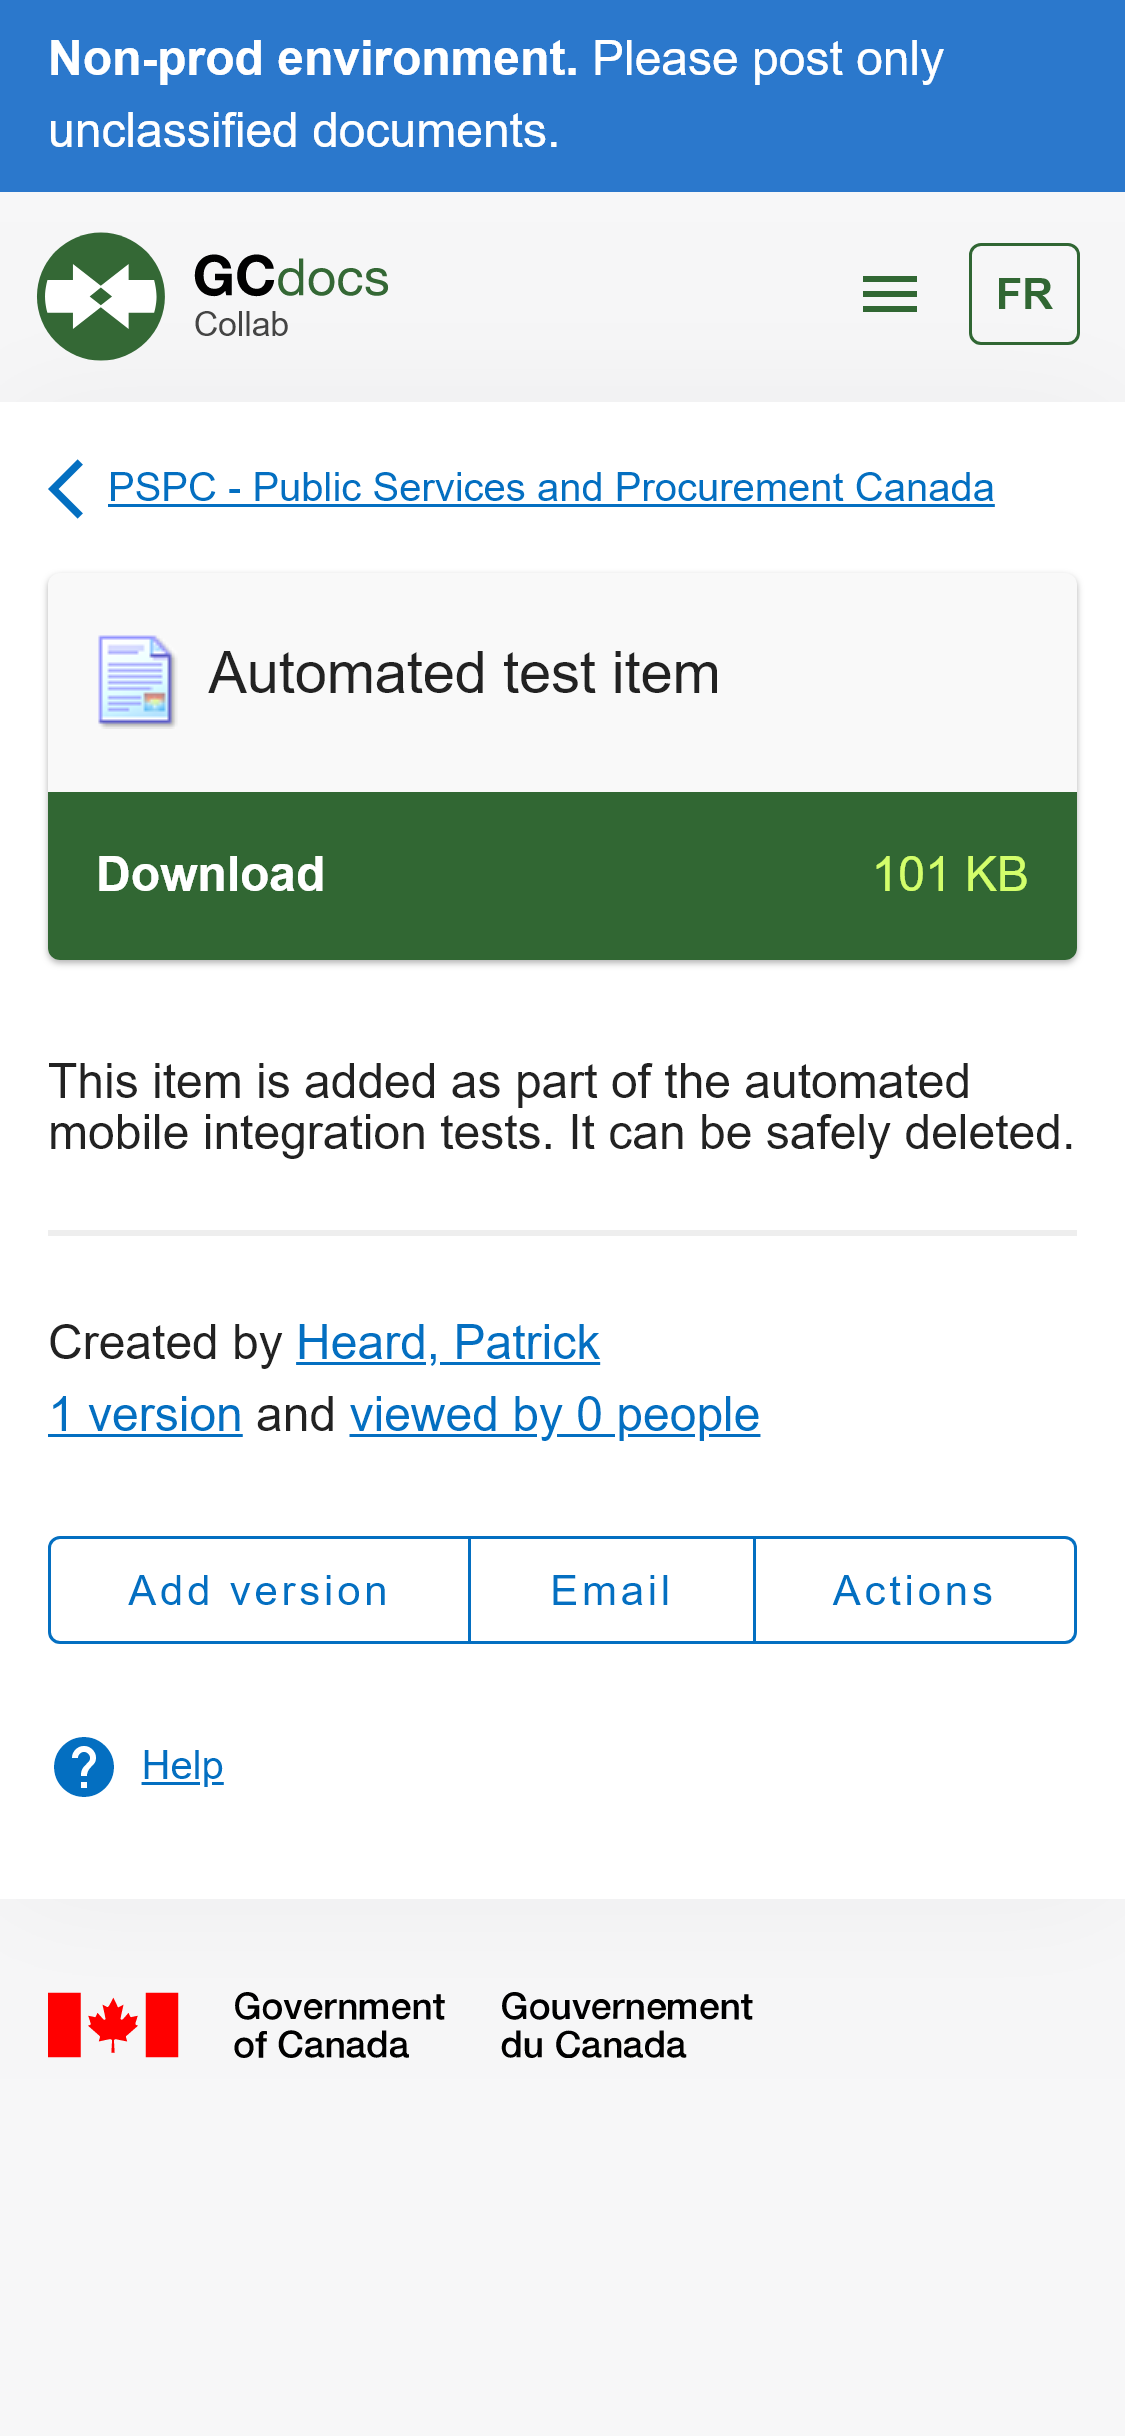 Non-prod environment. Please post only
unclassified documents.
GCdocs
Collab
FR
PSPC - Public Services and Procurement Canada
Automated test item
Download 101 KB
This item is added as part of the automated
mobile integration tests. It can be safely deleted.
Created by Heard, Patrick
1 version and viewed by 0 people
Add version Email Actions
? Help
Government Gouvernement
of Canada du Canada